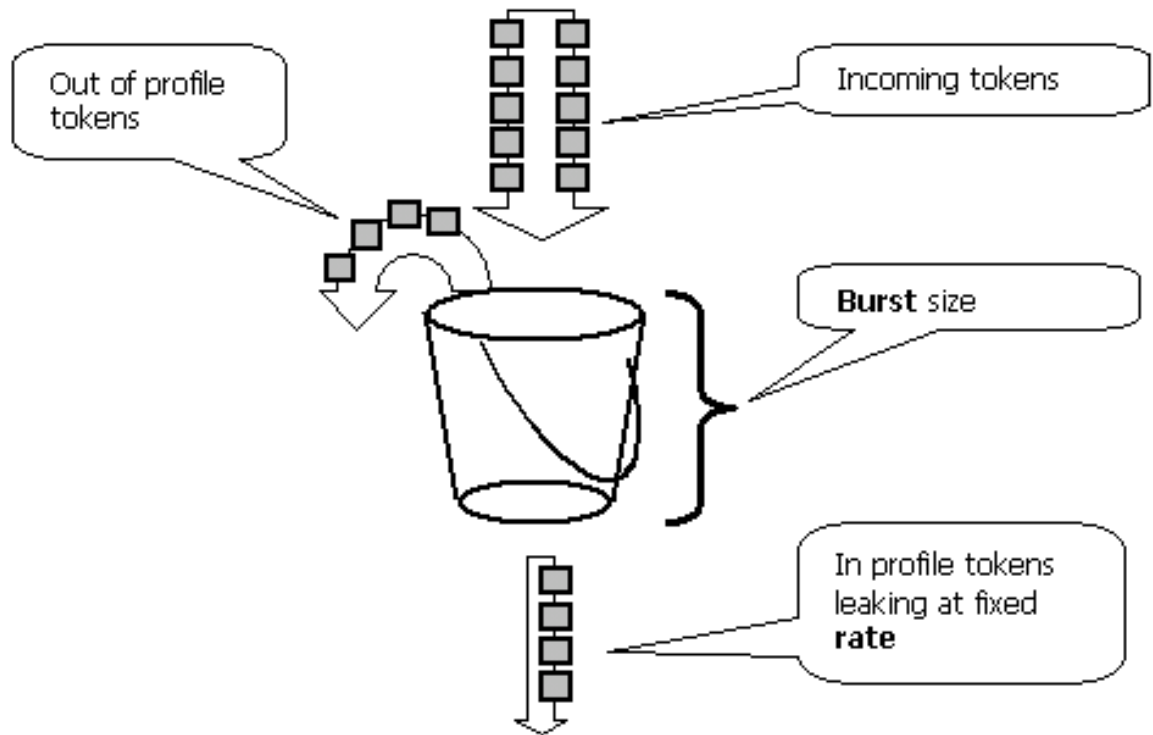 Out of profile
tokens
Incoming tokens
Burst size
In profile tokens
leaking at fixed
rate